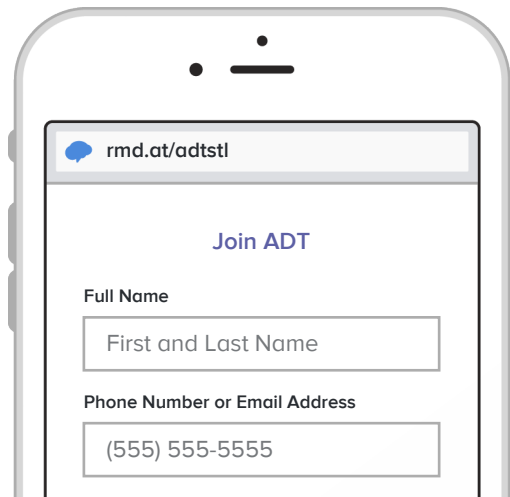 rmd.at/adtstl
Join ADT
Full Name
First and Last Name
Phone Number or Email Address
(555) 555-5555